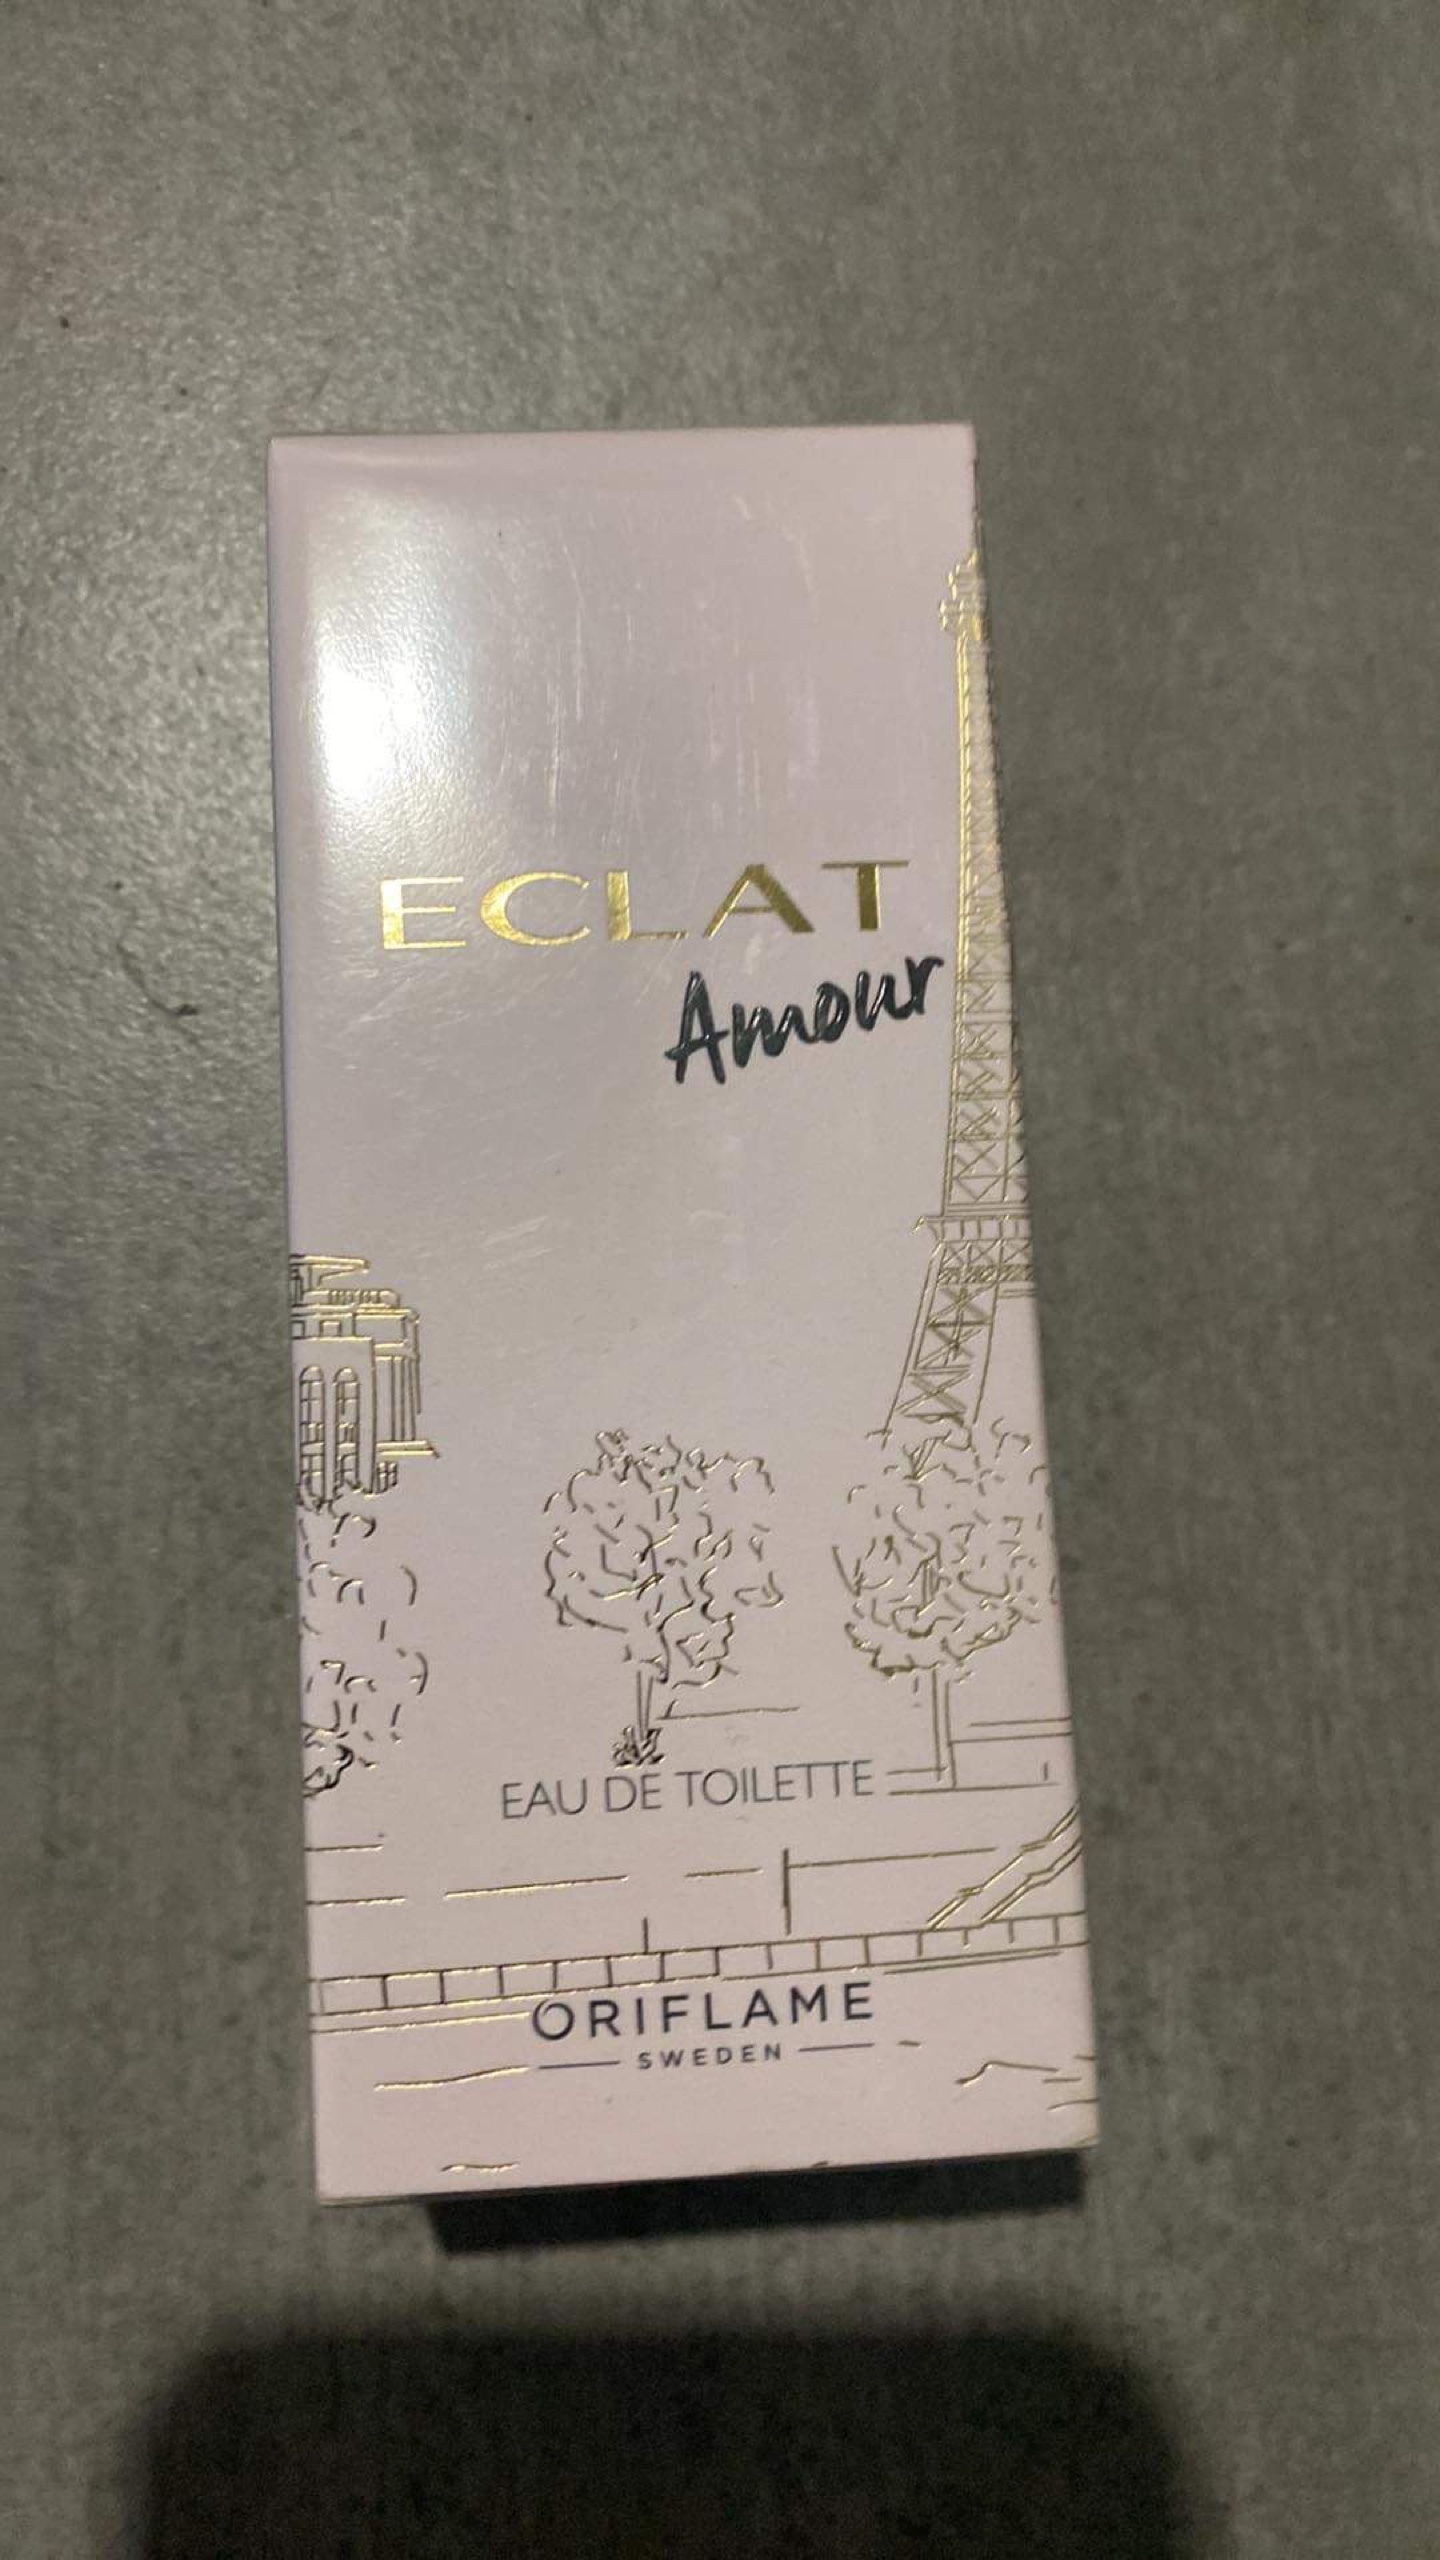 ECLAT
Amour
EAU DE TOILETTE
ORIFLAME
SWEDEN